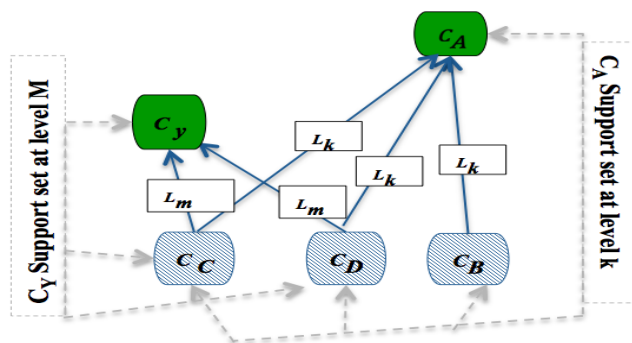 C_A
C_y
L_k
L_k
L_k
L_m
L_m
C_C
C_D
C_B
C_Y Support set at level M
C_A Support set at level k